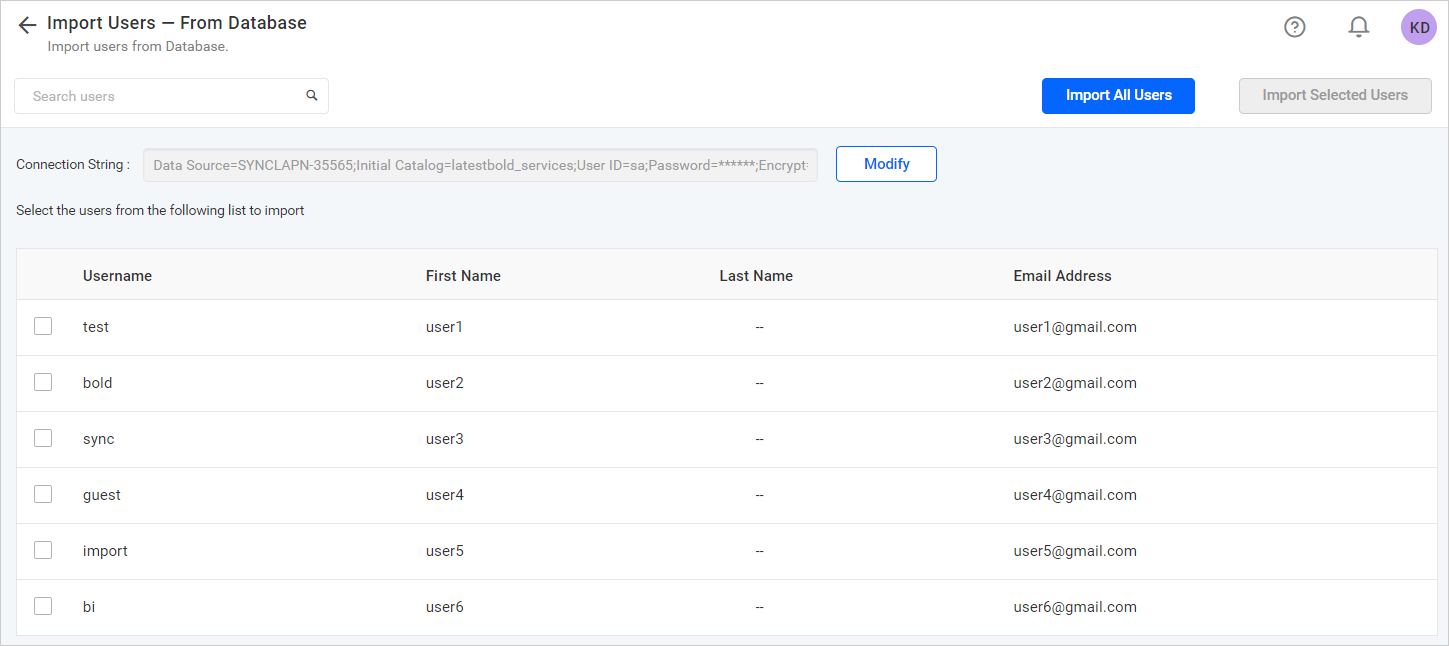 Import Users — From Database
Import users from Database.
KD
Search users
Import All Users
Import Selected Users
Connection String :
Data Source=SYNCLAPN-35565;Initial Catalog=latestbold_services;User ID=sa;Password=******;Encrypt=
Modify
Select the users from the following list to import
Username First Name Last Name Email Address
test user1 -- user1@gmail.com
bold user2 -- user2@gmail.com
sync user3 -- user3@gmail.com
guest user4 -- user4@gmail.com
import user5 -- user5@gmail.com
bi user6 -- user6@gmail.com